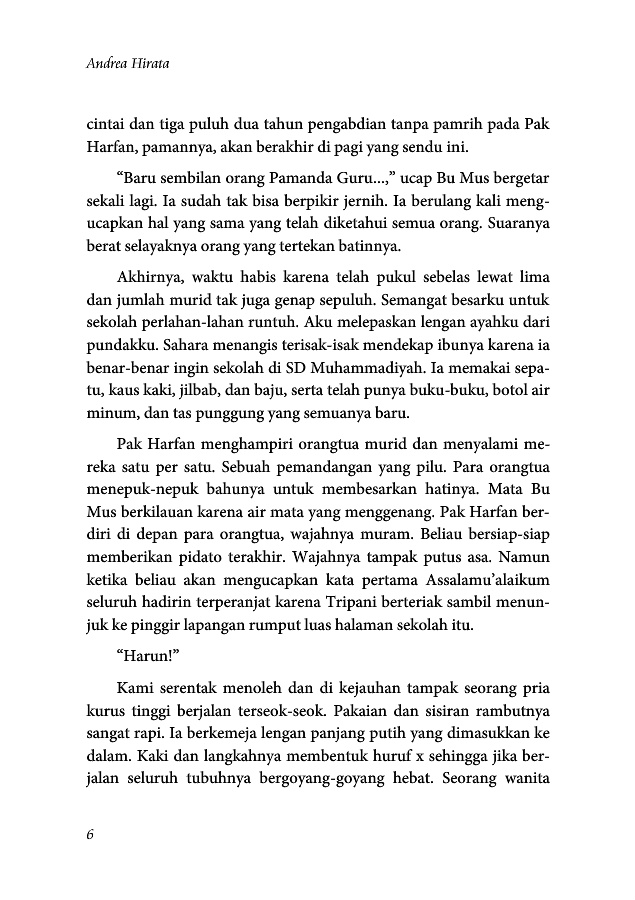 Andrea Hirata
cintai dan tiga puluh dua tahun pengabdian tanpa pamrih pada Pak
Harfan, pamannya, akan berakhir di pagi yang sendu ini.
“Baru sembilan orang Pamanda Guru...,” ucap Bu Mus bergetar
sekali lagi. Ia sudah tak bisa berpikir jernih. Ia berulang kali meng-
ucapkan hal yang sama yang telah diketahui semua orang. Suaranya
berat selayaknya orang yang tertekan batinnya.
Akhirnya, waktu habis karena telah pukul sebelas lewat lima
dan jumlah murid tak juga genap sepuluh. Semangat besarku untuk
sekolah perlahan-lahan runtuh. Aku melepaskan lengan ayahku dari
pundakku. Sahara menangis terisak-isak mendekap ibunya karena ia
benar-benar ingin sekolah di SD Muhammadiyah. Ia memakai sepa-
tu, kaus kaki, jilbab, dan baju, serta telah punya buku-buku, botol air
minum, dan tas punggung yang semuanya baru.
Pak Harfan menghampiri orangtua murid dan menyalami me-
reka satu per satu. Sebuah pemandangan yang pilu. Para orangtua
menepuk-nepuk bahunya untuk membesarkan hatinya. Mata Bu
Mus berkilauan karena air mata yang menggenang. Pak Harfan ber-
diri di depan para orangtua, wajahnya muram. Beliau bersiap-siap
memberikan pidato terakhir. Wajahnya tampak putus asa. Namun
ketika beliau akan mengucapkan kata pertama Assalamu’alaikum
seluruh hadirin terperanjat karena Tripani berteriak sambil menun-
juk ke pinggir lapangan rumput luas halaman sekolah itu.
“Harun!”
Kami serentak menoleh dan di kejauhan tampak seorang pria
kurus tinggi berjalan terseok-seok. Pakaian dan sisiran rambutnya
sangat rapi. Ia berkemeja lengan panjang putih yang dimasukkan ke
dalam. Kaki dan langkahnya membentuk huruf x sehingga jika ber-
jalan seluruh tubuhnya bergoyang-goyang hebat. Seorang wanita
6